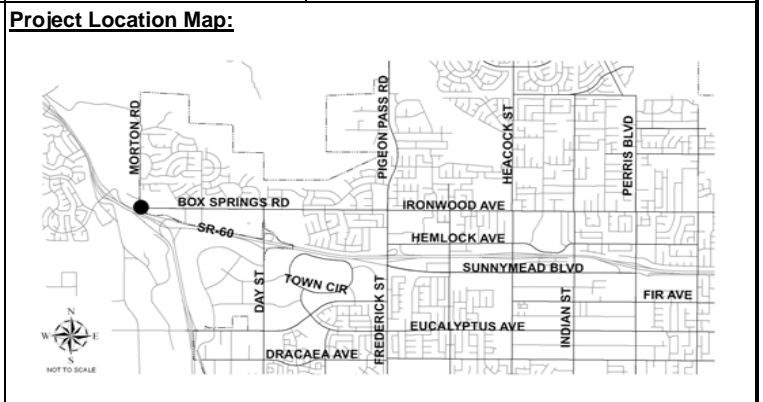 Project Location Map:
MORTON RD
PIGEON PASS RD
HEACOCK ST
PERRIS BLVD
BOX SPRINGS RD
IRONWOOD AVE
SR-60
HEMLOCK AVE
SUNNYMEAD BLVD
DAY ST
TOWN CIR
FREDERICK ST
INDIAN ST
FIR AVE
EUCALYPTUS AVE
DRACAEA AVE
N
W E
S
NOT TO SCALE